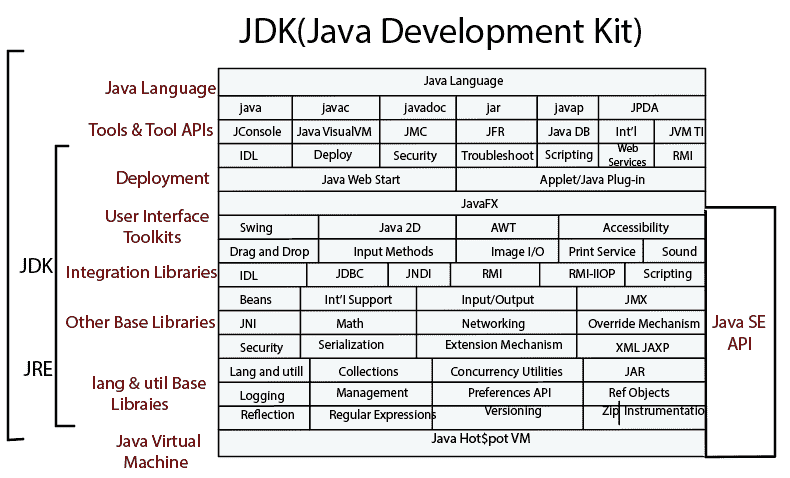 JDK(Java Development Kit)
Java Language
Java Language
java javac javadoc jar javap JPDA
Tools & Tool APIs
JConsole Java VisualVM JMC JFR Java DB Int'l JVM TI
IDL Deploy Security Troubleshoot Scripting Web Services RMI
Deployment
Java Web Start Applet/Java Plug-in
JavaFX
User Interface Toolkits
Swing Java 2D AWT Accessibility
Drag and Drop Input Methods Image I/O Print Service Sound
JDK
Integration Libraries
IDL JDBC JNDI RMI RMI-IIOP Scripting
Beans Int'l Support Input/Output JMX
Other Base Libraries
JNI Math Networking Override Mechanism
Java SE API
Security Serialization Extension Mechanism XML JAXP
JRE
lang & util Base Libraies
Lang and utill Collections Concurrency Utilities JAR
Logging Management Preferences API Ref Objects
Reflection Regular Expressions Versioning Zip Instrumentatio
Java Virtual Machine
Java Hot$pot VM